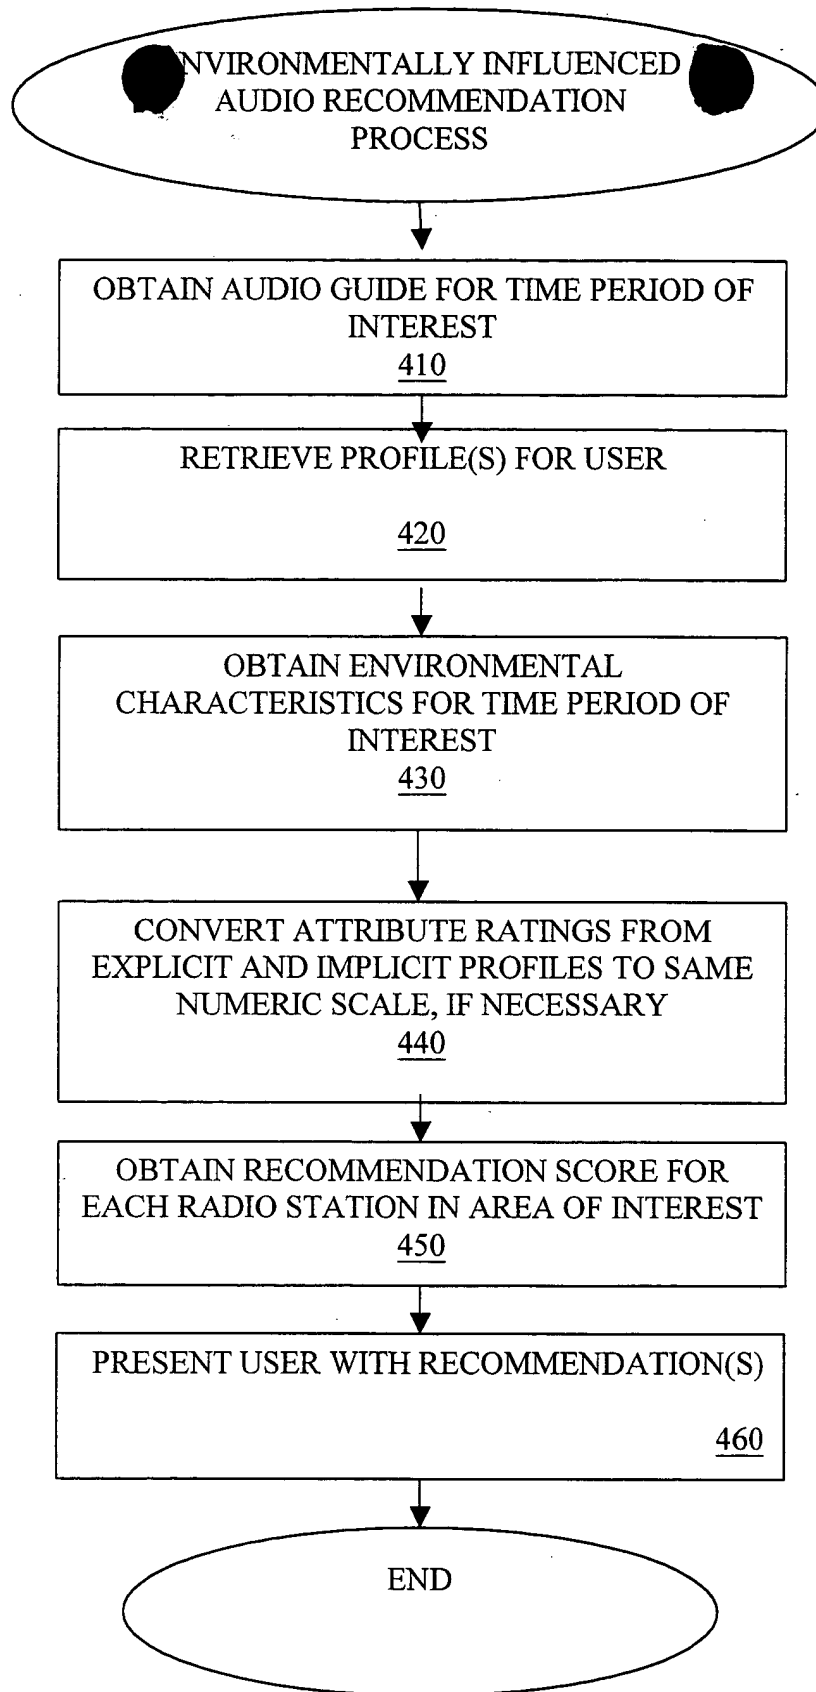 NVIRONMENTALLY INFLUENCED
AUDIO RECOMMENDATION
PROCESS
OBTAIN AUDIO GUIDE FOR TIME PERIOD OF
INTEREST
410
RETRIEVE PROFILE(S) FOR USER
420
OBTAIN ENVIRONMENTAL
CHARACTERISTICS FOR TIME PERIOD OF
INTEREST
430
CONVERT ATTRIBUTE RATINGS FROM
EXPLICIT AND IMPLICIT PROFILES TO SAME
NUMERIC SCALE, IF NECESSARY
440
OBTAIN RECOMMENDATION SCORE FOR
EACH RADIO STATION IN AREA OF INTEREST
450
PRESENT USER WITH RECOMMENDATION(S)
460
END